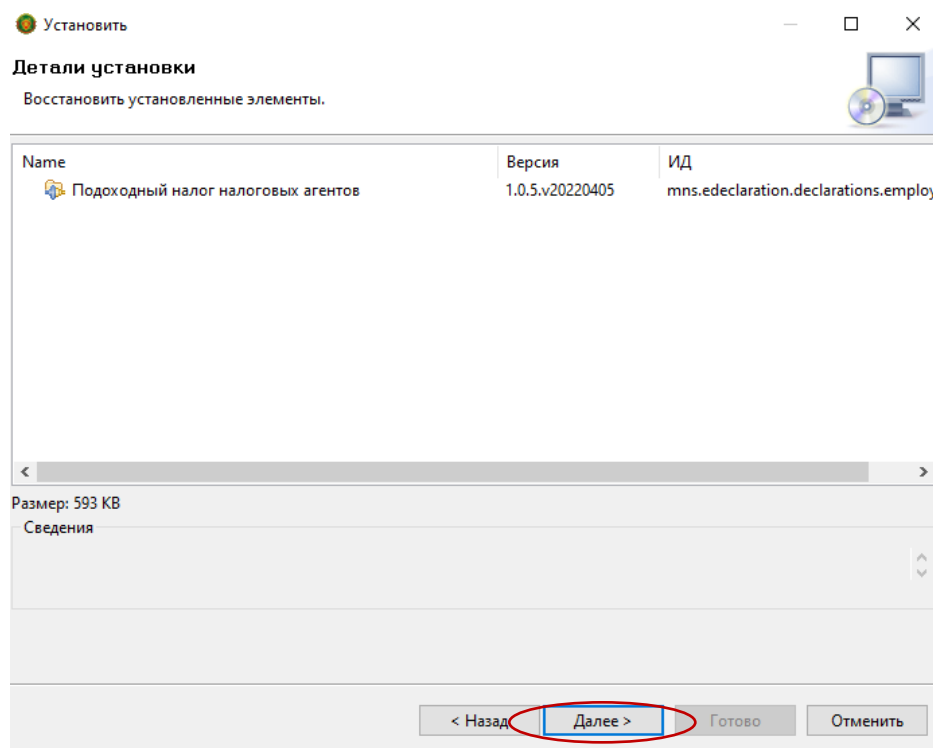 Установить
Детали установки
Восстановить установленные элементы.
Name Версия ИД
Подоходный налог налоговых агентов 1.0.5.v20220405 mns.edeclaration.declarations.employ
Размер: 593 KB
Сведения
< Назад Далее > Готово Отменить